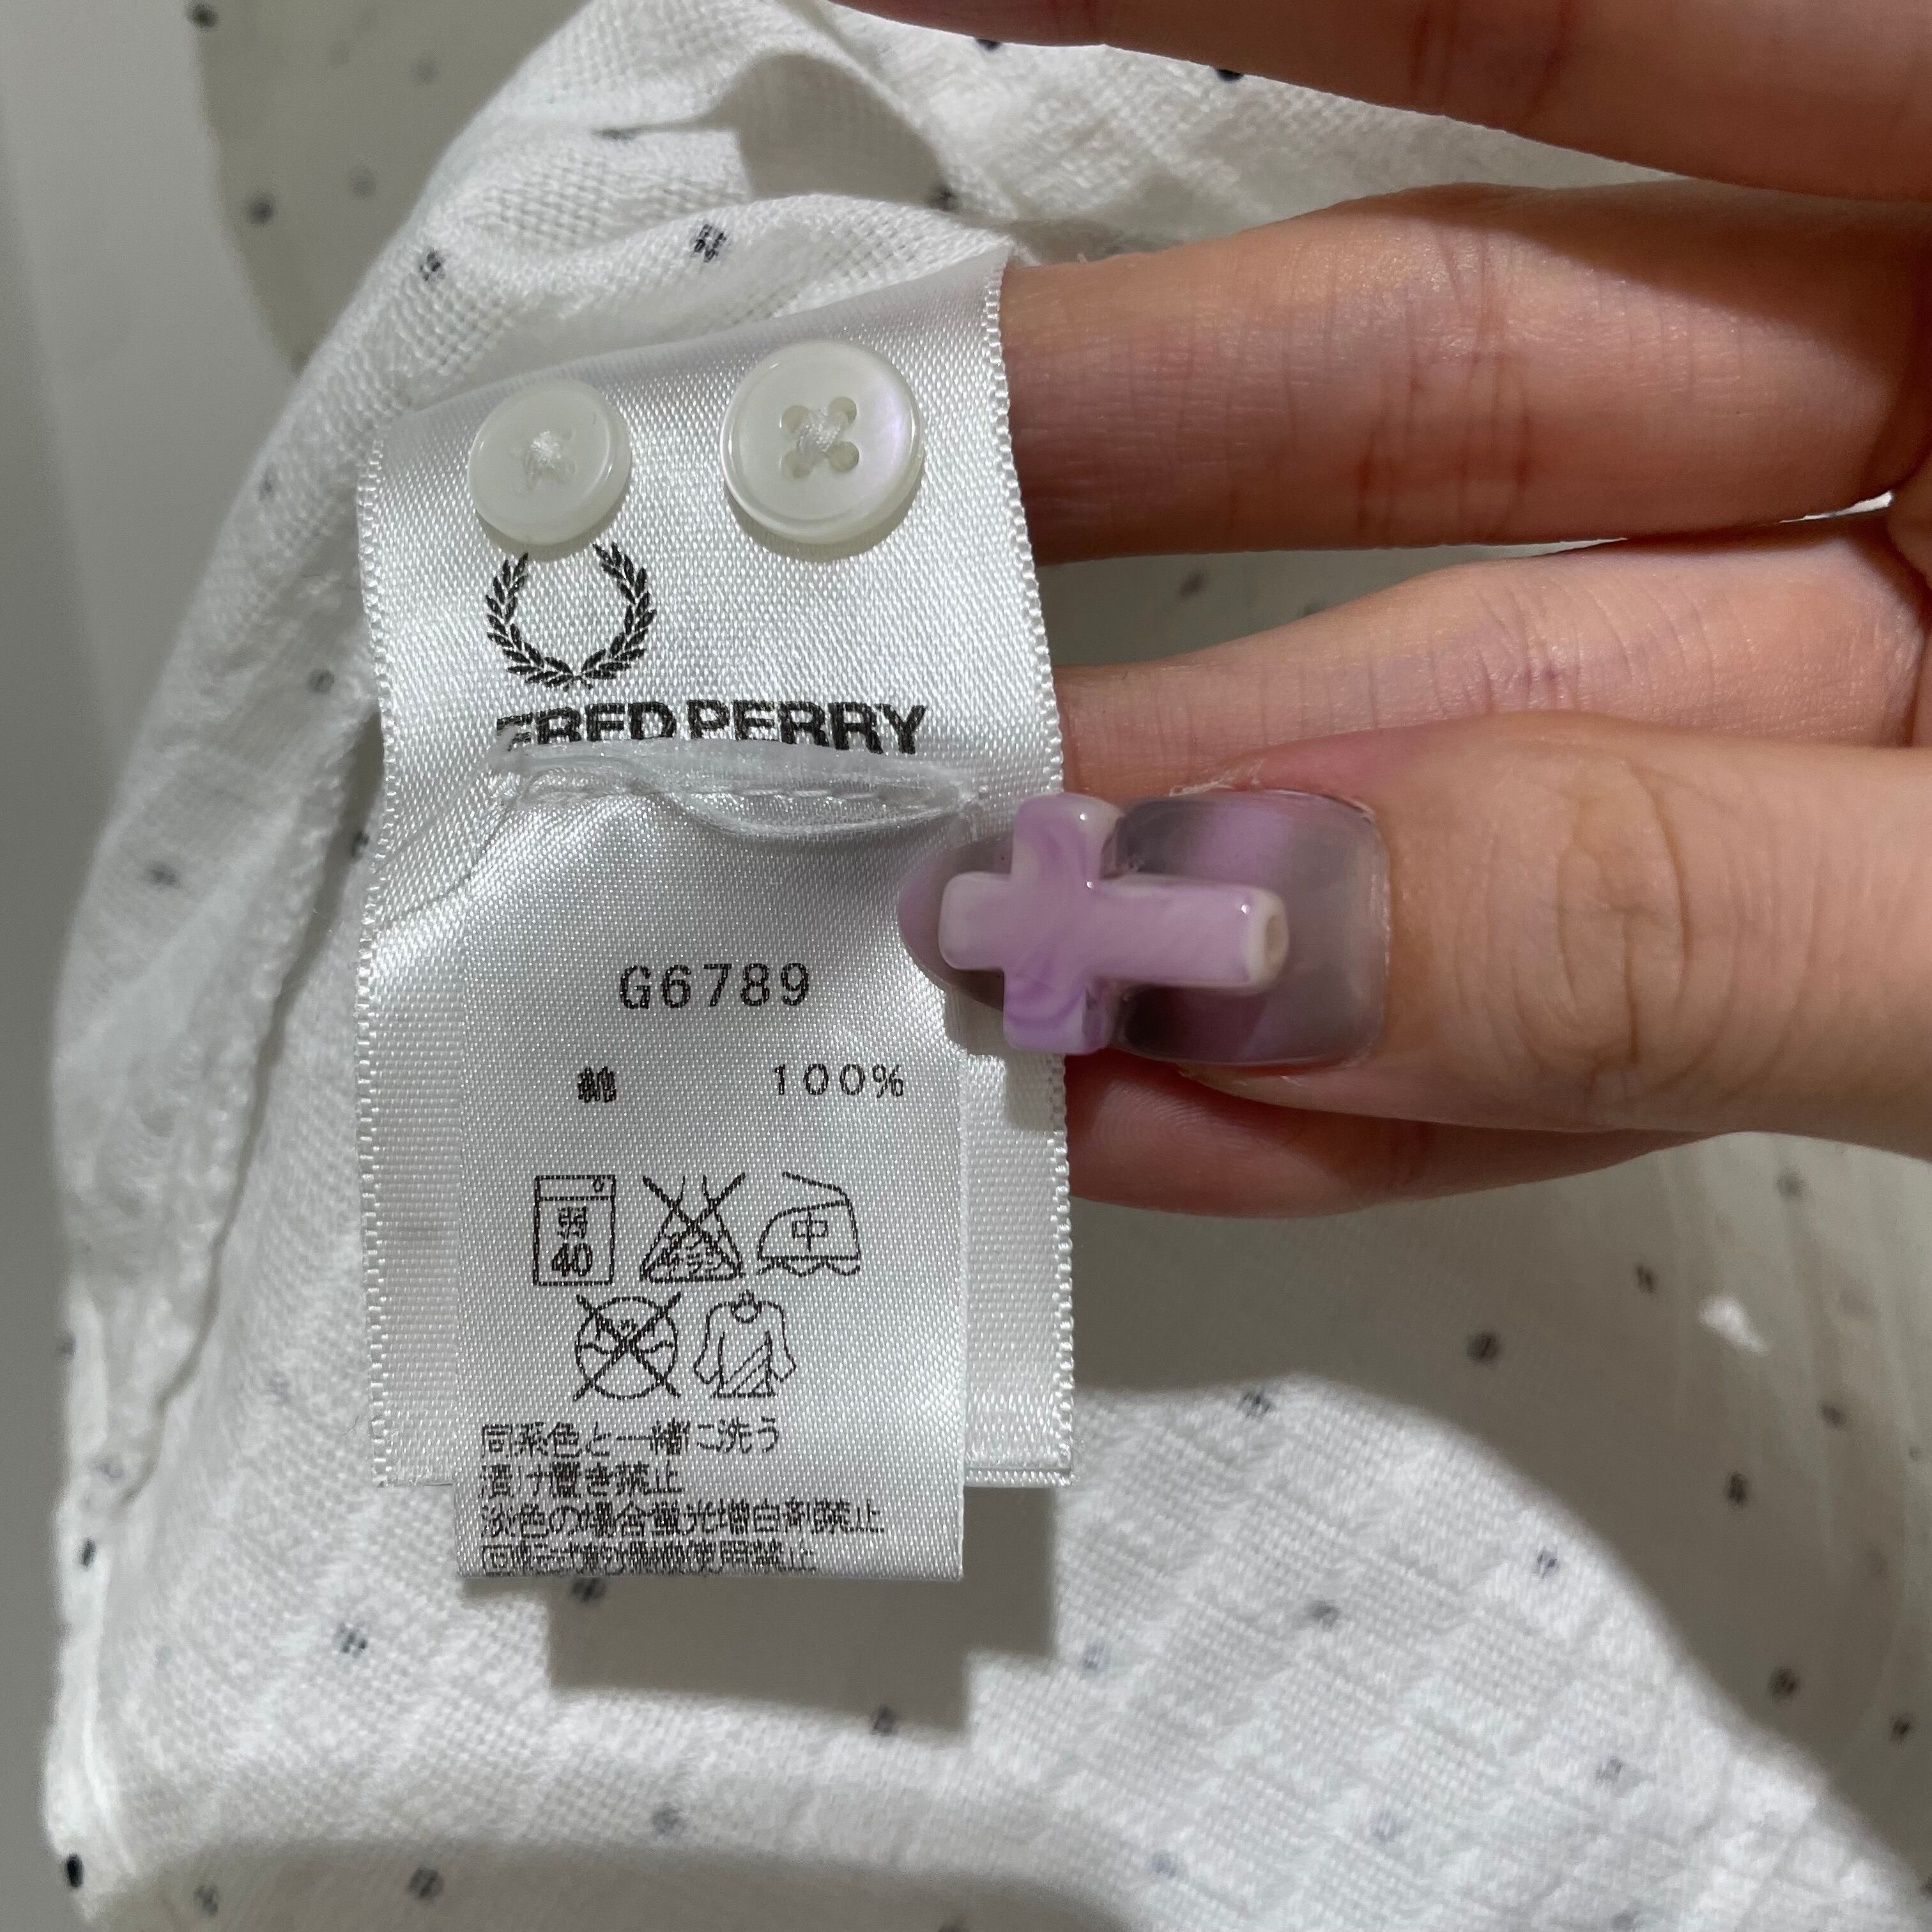 FRED PERRY
G6789
綿 100%
弱
40
中
同系色と一緒に洗う
漬け置き禁止
淡色の場合蛍光増白剤禁止